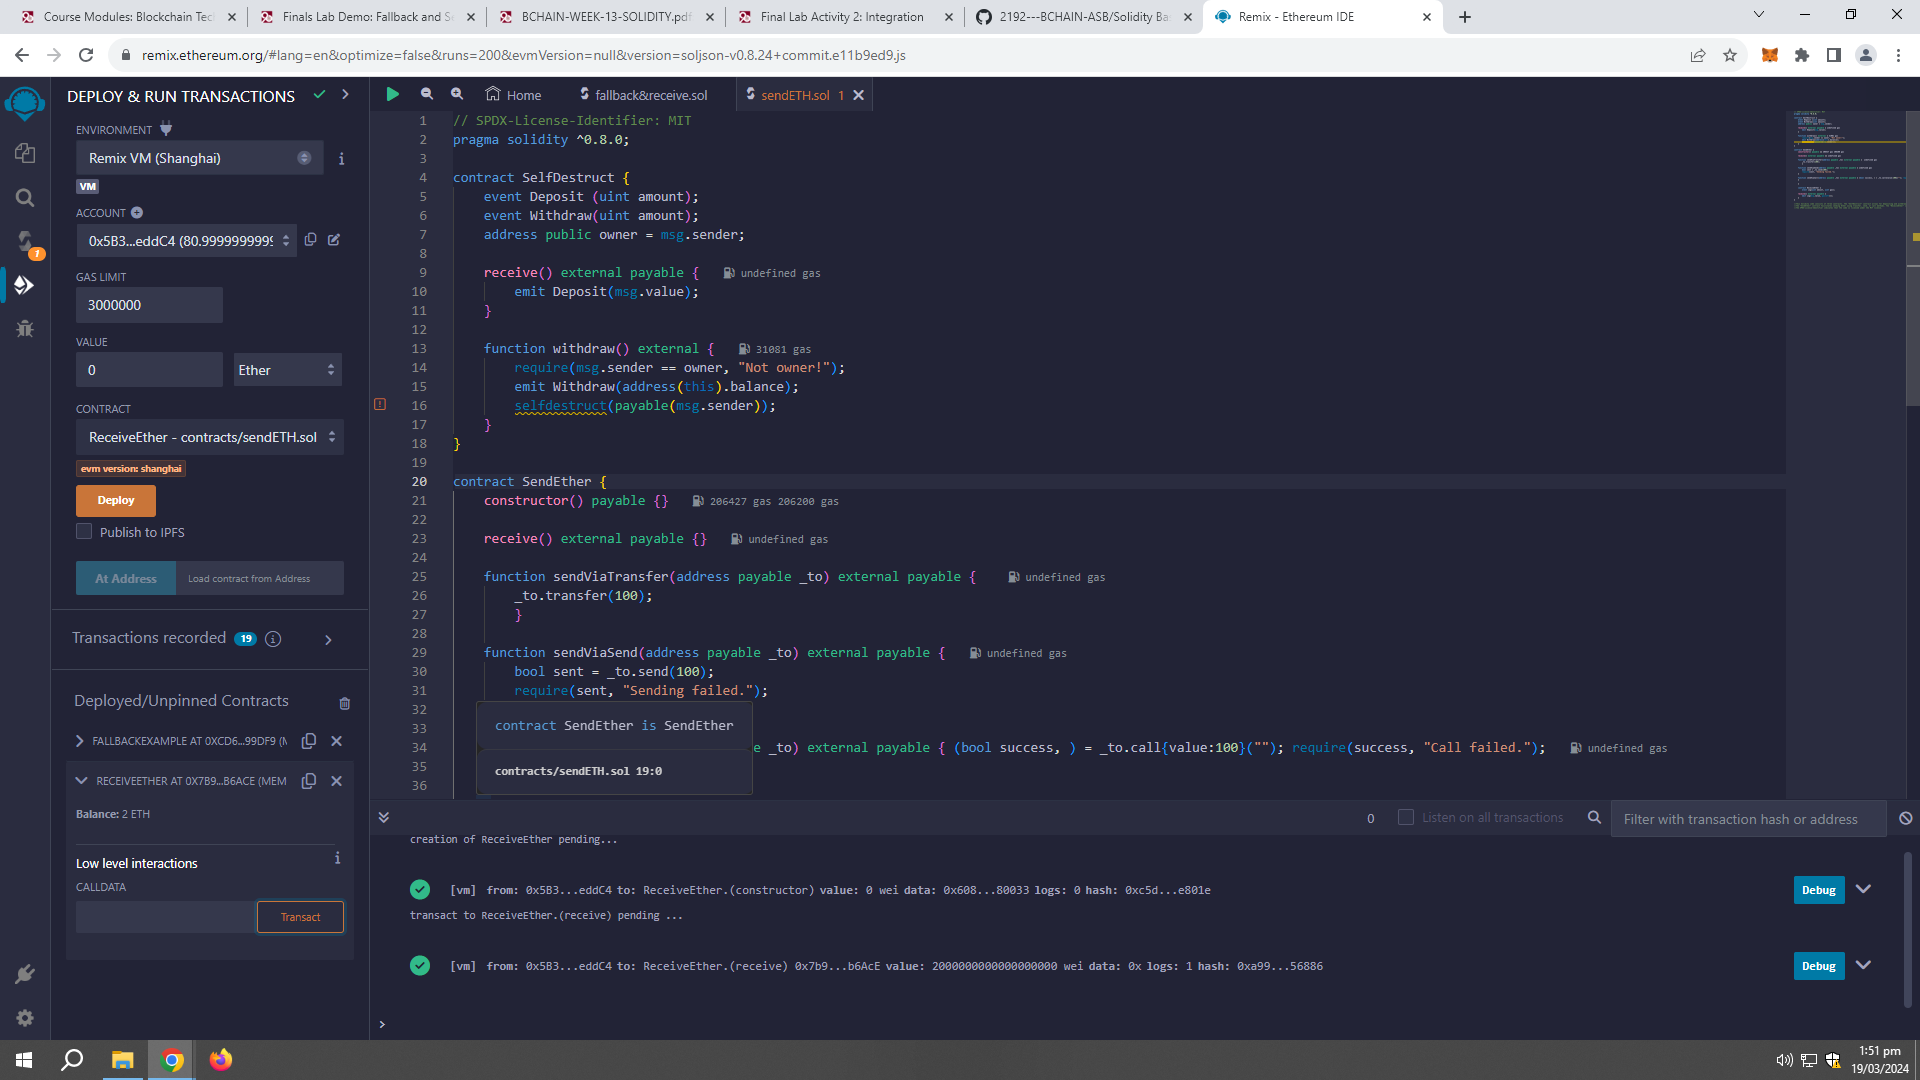 Course Modules: Blockchain Tec
Finals Lab Demo: Fallback and S
BCHAIN-WEEK-13-SOLIDITY.pdf
Final Lab Activity 2: Integration
2192---BCHAIN-ASB/Solidity Ba
Remix - Ethereum IDE
remix.ethereum.org/#lang=en&optimize=false&runs=200&evmVersion=null&version=soljson-v0.8.24+commit.e11b9ed9.js
DEPLOY & RUN TRANSACTIONS
ENVIRONMENT
Remix VM (Shanghai)
VM
ACCOUNT
0x5B3...eddC4 (80.9999999999
GAS LIMIT
3000000
VALUE
0
Ether
CONTRACT
ReceiveEther - contracts/sendETH.sol
evm version: shanghai
Deploy
Publish to IPFS
At Address
Load contract from Address
Transactions recorded 19
Deployed/Unpinned Contracts
FALLBACKEXAMPLE AT 0XCD6...99DF9 (M
RECEIVEETHER AT 0X7B9...B6ACE (MEM
Balance: 2 ETH
Low level interactions
CALLDATA
Transact
1
Home
fallback&receive.sol
sendETH.sol 1
1 // SPDX-License-Identifier: MIT
2 pragma solidity ^0.8.0;
3
4 contract SelfDestruct {
5 event Deposit (uint amount);
6 event Withdraw(uint amount);
7 address public owner = msg.sender;
8
9 receive() external payable { undefined gas
10 emit Deposit(msg.value);
11 }
12
13 function withdraw() external { 31081 gas
14 require(msg.sender == owner, "Not owner!");
15 emit Withdraw(address(this).balance);
16 selfdestruct(payable(msg.sender));
17 }
18 }
19
20 contract SendEther {
21 constructor() payable {} 206427 gas 206200 gas
22
23 receive() external payable {} undefined gas
24
25 function sendViaTransfer(address payable _to) external payable { undefined gas
26 _to.transfer(100);
27 }
28
29 function sendViaSend(address payable _to) external payable { undefined gas
30 bool sent = _to.send(100);
31 require(sent, "Sending failed.");
32
33
34 e _to) external payable { (bool success, ) = _to.call{value:100}(""); require(success, "Call failed."); undefined gas
35
36
contract SendEther is SendEther
contracts/sendETH.sol 19:0
0
Listen on all transactions
Filter with transaction hash or address
creation of ReceiveEther pending...
[vm] from: 0x5B3...eddC4 to: ReceiveEther.(constructor) value: 0 wei data: 0x608...80033 logs: 0 hash: 0xc5d...e801e
Debug
transact to ReceiveEther.(receive) pending ...
[vm] from: 0x5B3...eddC4 to: ReceiveEther.(receive) 0x7b9...b6AcE value: 2000000000000000000 wei data: 0x logs: 1 hash: 0xa99...56886
Debug
>
1:51 pm
19/03/2024